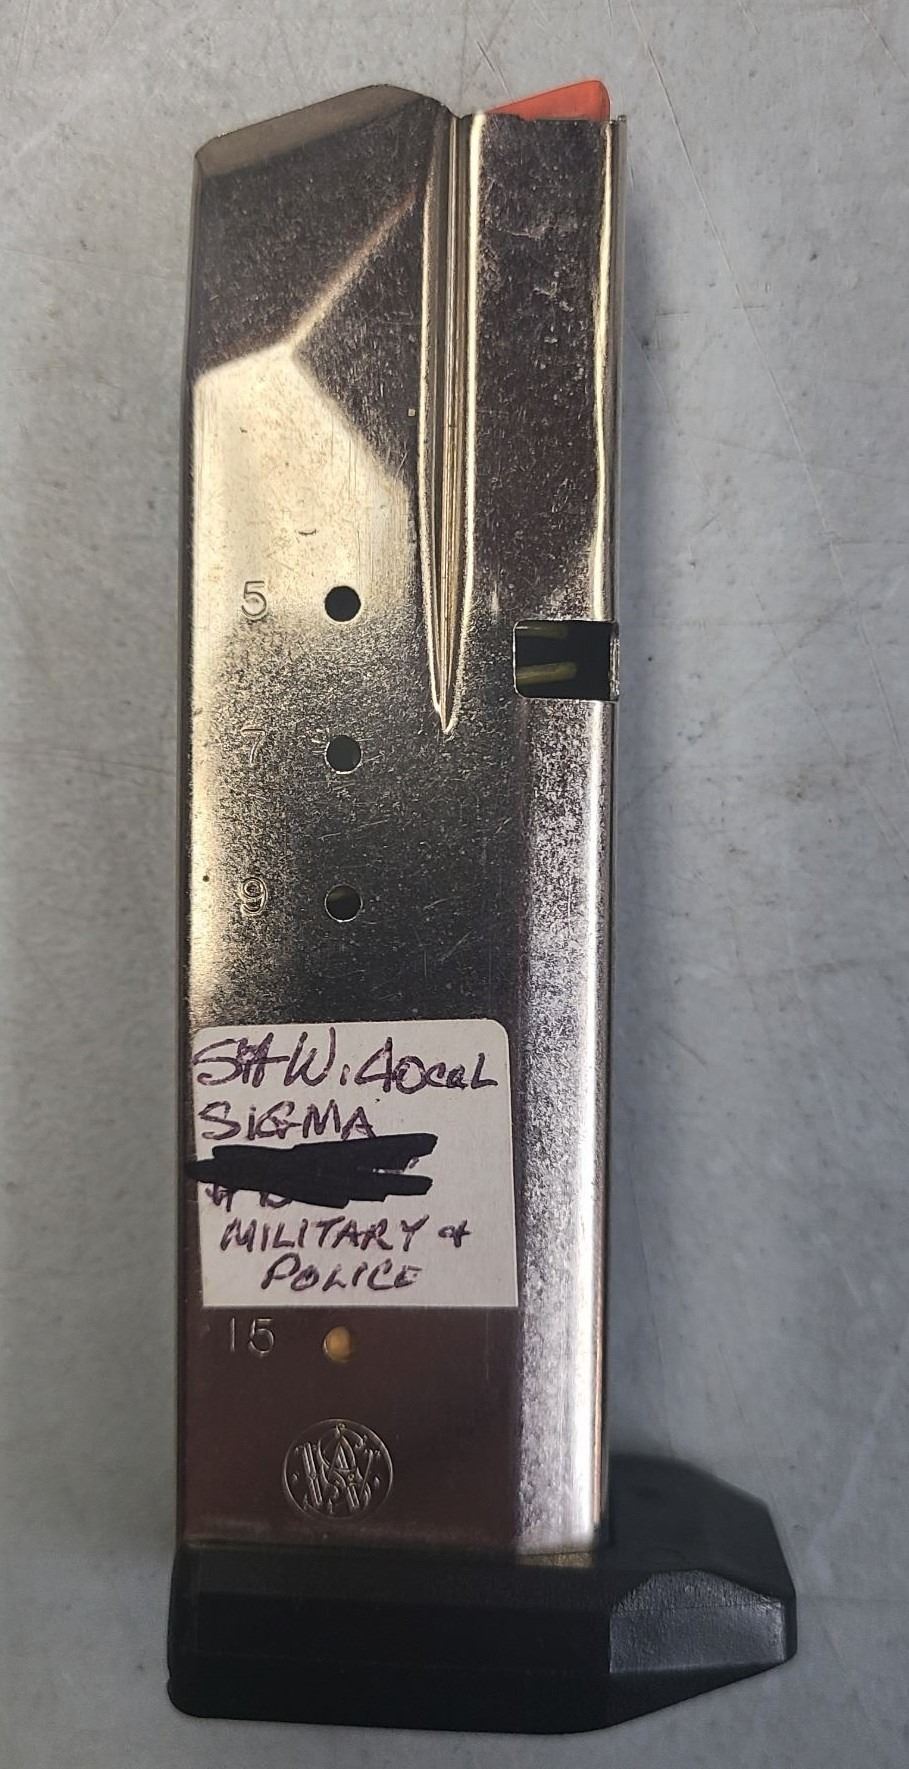 5
7
9
S&W .40cal
SIGMA
MILITARY &
POLICE
15
S&W